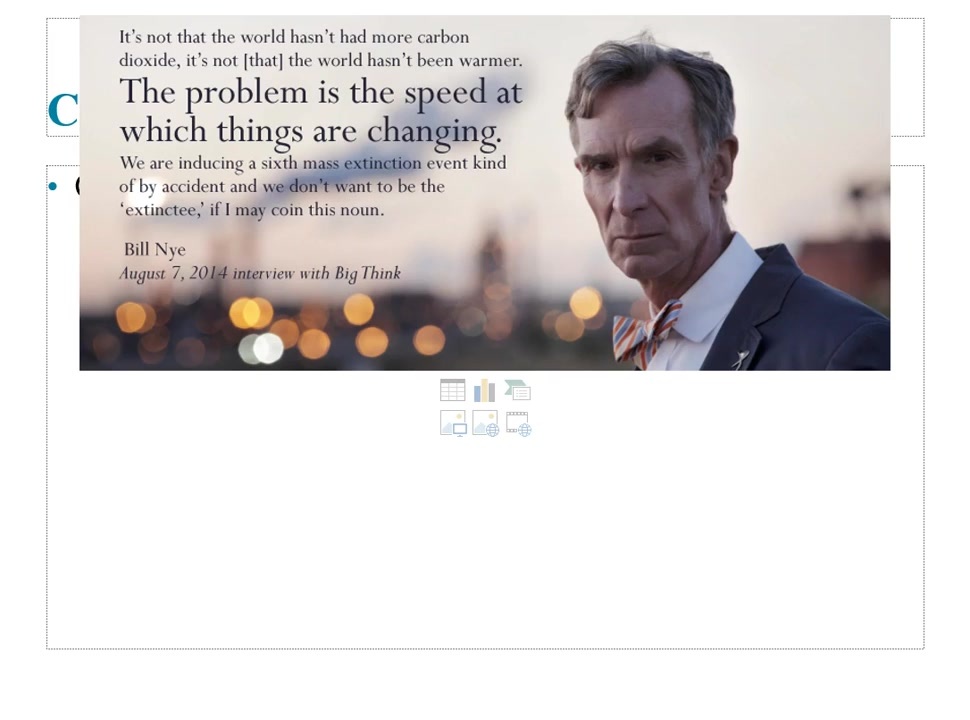 It’s not that the world hasn’t had more carbon
dioxide, it’s not [that] the world hasn’t been warmer.
The problem is the speed at
which things are changing.
We are inducing a sixth mass extinction event kind
of by accident and we don’t want to be the
‘extinctee,’ if I may coin this noun.
Bill Nye
August 7, 2014 interview with Big Think